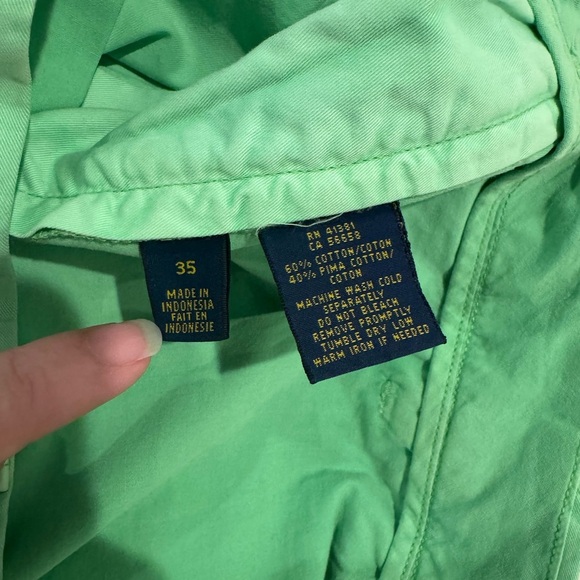 35
MADE IN
INDONESIA
FAIT EN
INDONESIE
RN 41381
CA 56658
60% COTTON/COTON
40% PIMA COTTON/
COTON
MACHINE WASH COLD
SEPARATELY
DO NOT BLEACH
REMOVE PROMPTLY
TUMBLE DRY LOW
WARM IRON IF NEEDED